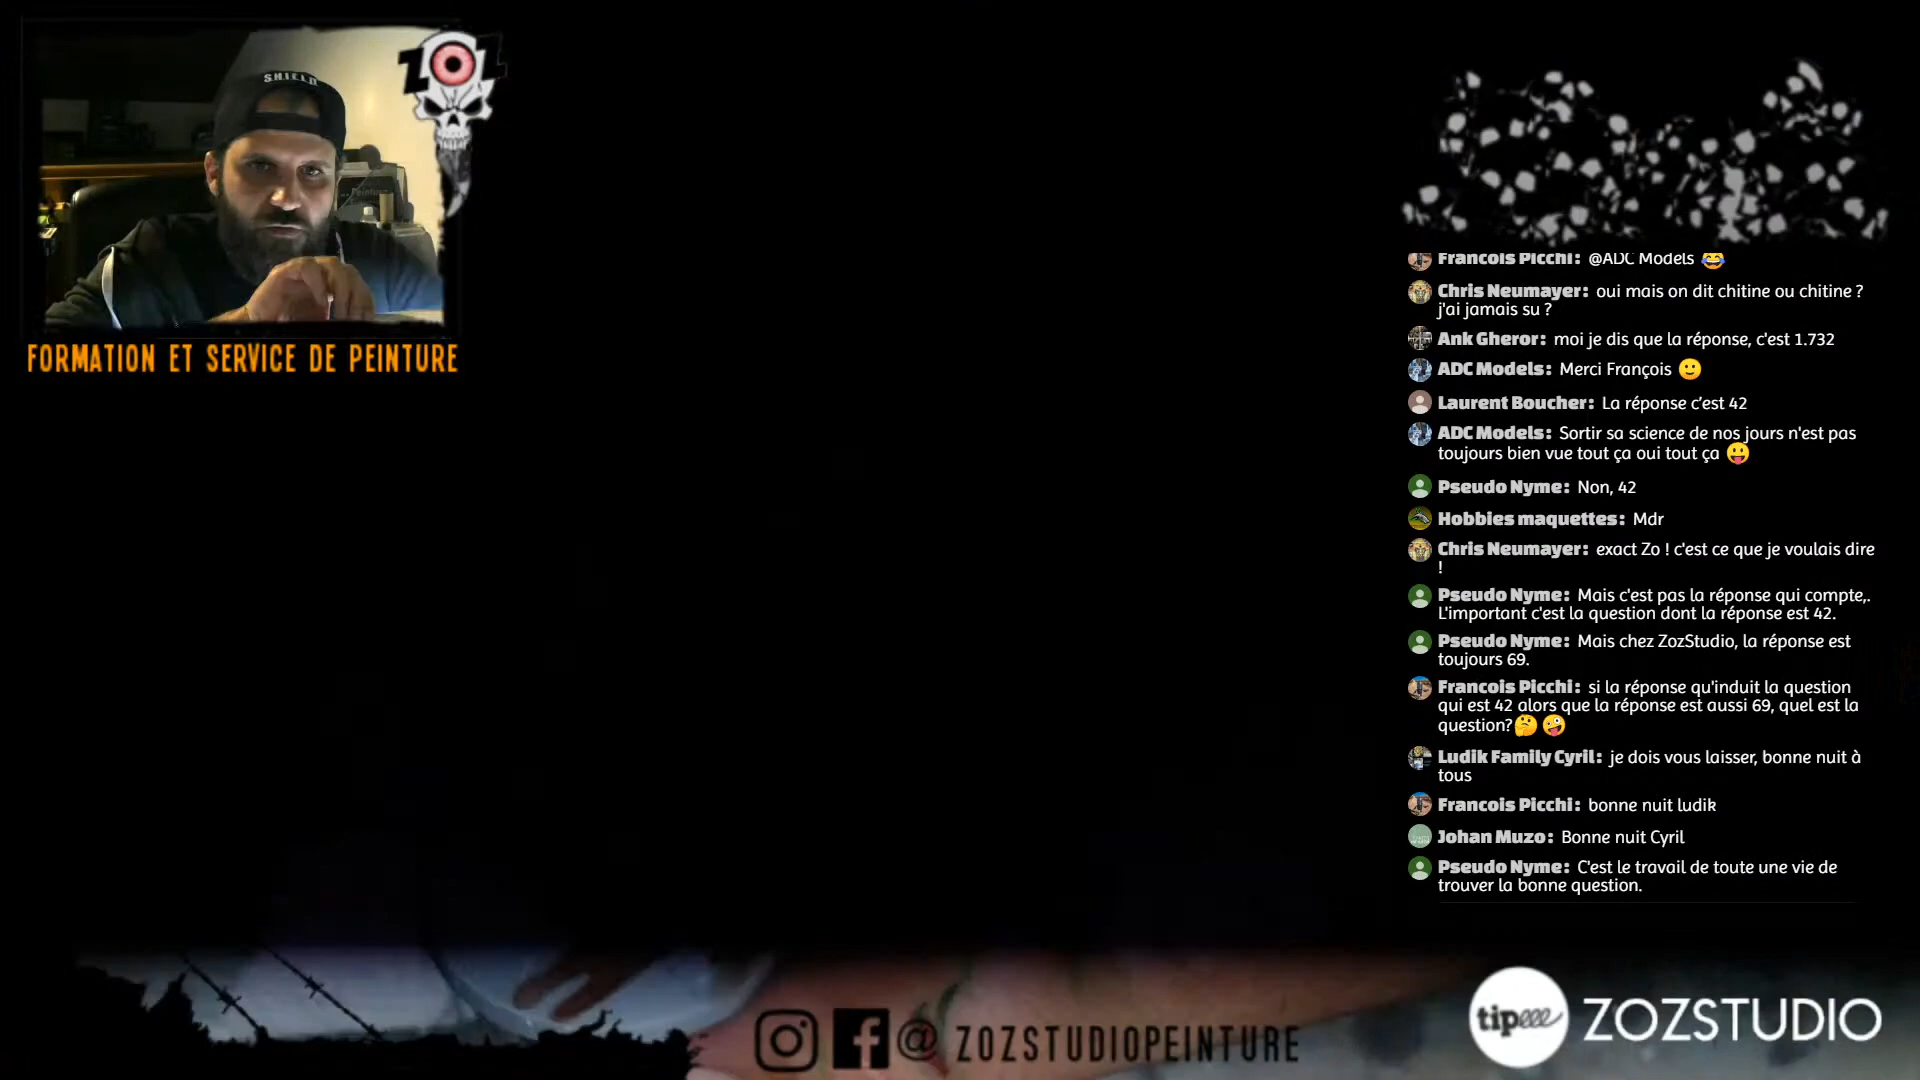 SHIELD
ZOZ
Peinture
FORMATION ET SERVICE DE PEINTURE
Francois Picchi: @ADC Models 😂
Chris Neumayer: oui mais on dit chitine ou chitine ?
j'ai jamais su ?
Ank Gheror: moi je dis que la réponse, c'est 1.732
ADC Models: Merci François 🙂
Laurent Boucher: La réponse c’est 42
ADC Models: Sortir sa science de nos jours n'est pas
toujours bien vue tout ça oui tout ça 😛
Pseudo Nyme: Non, 42
Hobbies maquettes: Mdr
Chris Neumayer: exact Zo ! c'est ce que je voulais dire
!
Pseudo Nyme: Mais c'est pas la réponse qui compte,.
L'important c'est la question dont la réponse est 42.
Pseudo Nyme: Mais chez ZozStudio, la réponse est
toujours 69.
Francois Picchi: si la réponse qu'induit la question
qui est 42 alors que la réponse est aussi 69, quel est la
question?🤔 🤪
Ludik Family Cyril: je dois vous laisser, bonne nuit à
tous
Francois Picchi: bonne nuit ludik
Johan Muzo: Bonne nuit Cyril
Pseudo Nyme: C'est le travail de toute une vie de
trouver la bonne question.
@ ZOZSTUDIOPEINTURE
tipeee ZOZSTUDIO